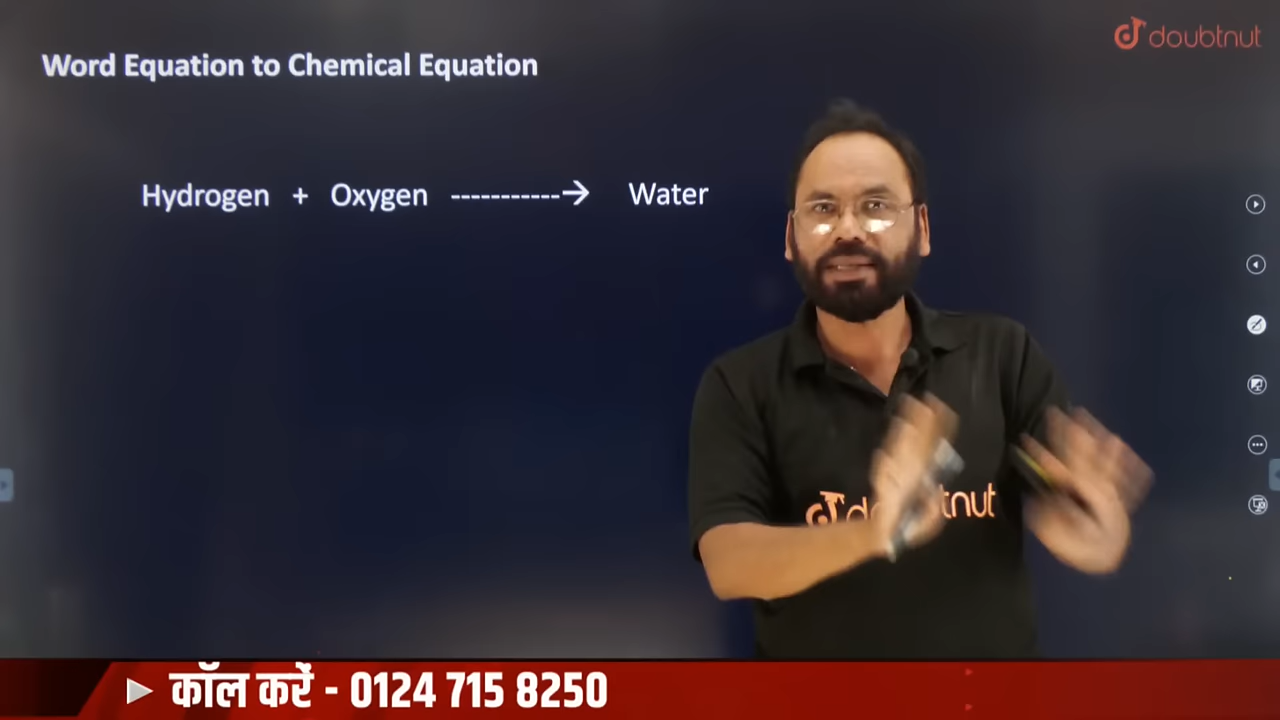 doubtnut
Word Equation to Chemical Equation
Hydrogen + Oxygen -----------→ Water
कॉल करें - 0124 715 8250